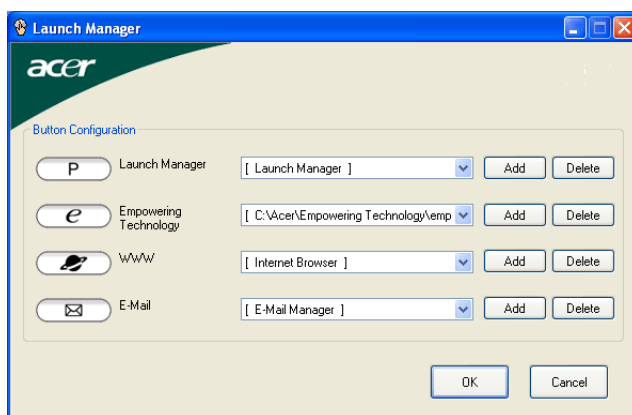 Launch Manager
acer
Button Configuration
P Launch Manager [ Launch Manager ] Add Delete
e Empowering Technology [ C:\Acer\Empowering Technology\emp Add Delete
WWW [ Internet Browser ] Add Delete
E-Mail [ E-Mail Manager ] Add Delete
OK Cancel